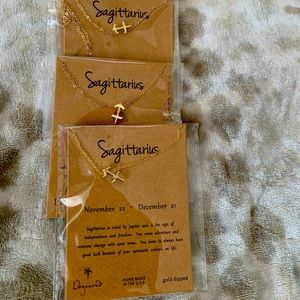 Sagittarius
Sagittarius
Sagittarius
November 22 - December 21
Sagittarius is ruled by Jupiter and is the sign of
independence and freedom. You crave adventure and
welcome change with open arms. You seem to always have
good luck because of your optimistic outlook on life.
Dogeared
HAND MADE
IN THE U.S.A.
gold dipped